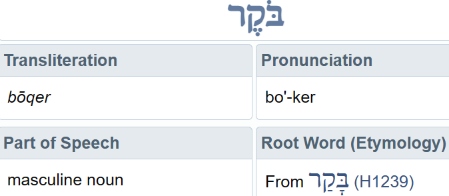 בֹּקֶר
Transliteration Pronunciation
bōqer bo'-ker
Part of Speech Root Word (Etymology)
masculine noun From בָּקַר (H1239)